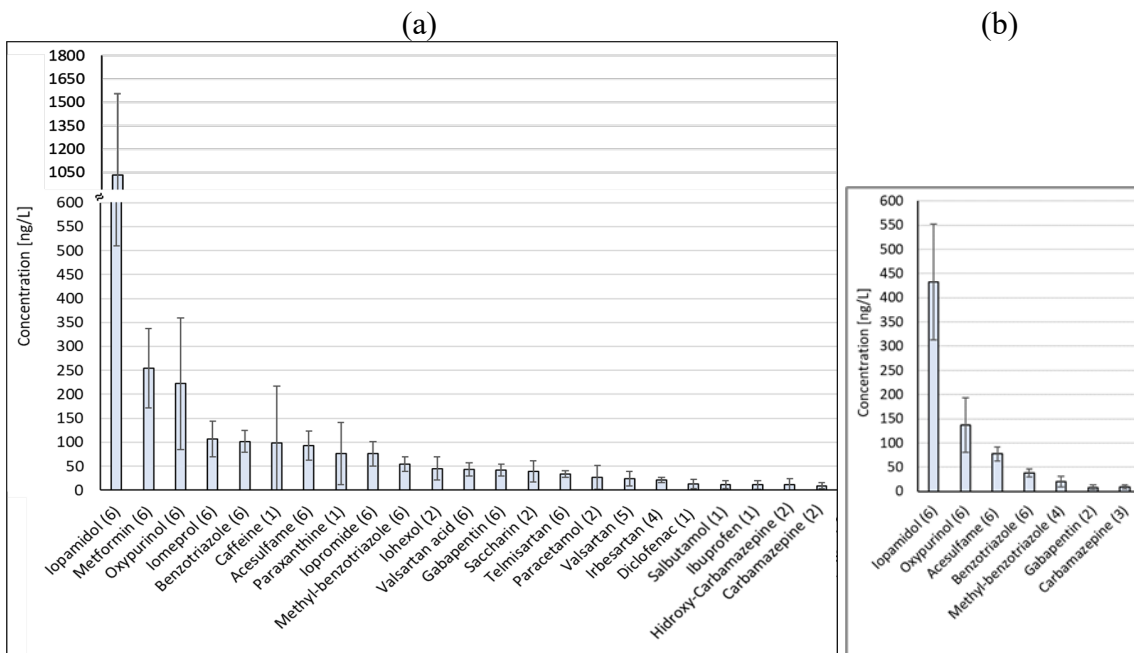 (a)
(b)
Concentration [ng/L]
1800
1650
1500
1350
1200
1050
600
550
500
450
400
350
300
250
200
150
100
50
0
Iopamidol (6)
Metformin (6)
Oxypurinol (6)
Iomeprol (6)
Benzotriazole (6)
Caffeine (1)
Acesulfame (6)
Paraxanthine (1)
Iopromide (6)
Methyl-benzotriazole (6)
Iohexol (2)
Valsartan acid (6)
Gabapentin (6)
Saccharin (2)
Telmisartan (6)
Paracetamol (2)
Valsartan (5)
Irbesartan (4)
Diclofenac (1)
Salbutamol (1)
Ibuprofen (1)
Hidroxy-Carbamazepine (2)
Carbamazepine (2)
Concentration [ng/L]
600
550
500
450
400
350
300
250
200
150
100
50
0
Iopamidol (6)
Oxypurinol (6)
Acesulfame (6)
Benzotriazole (6)
Methyl-benzotriazole (4)
Gabapentin (2)
Carbamazepine (3)